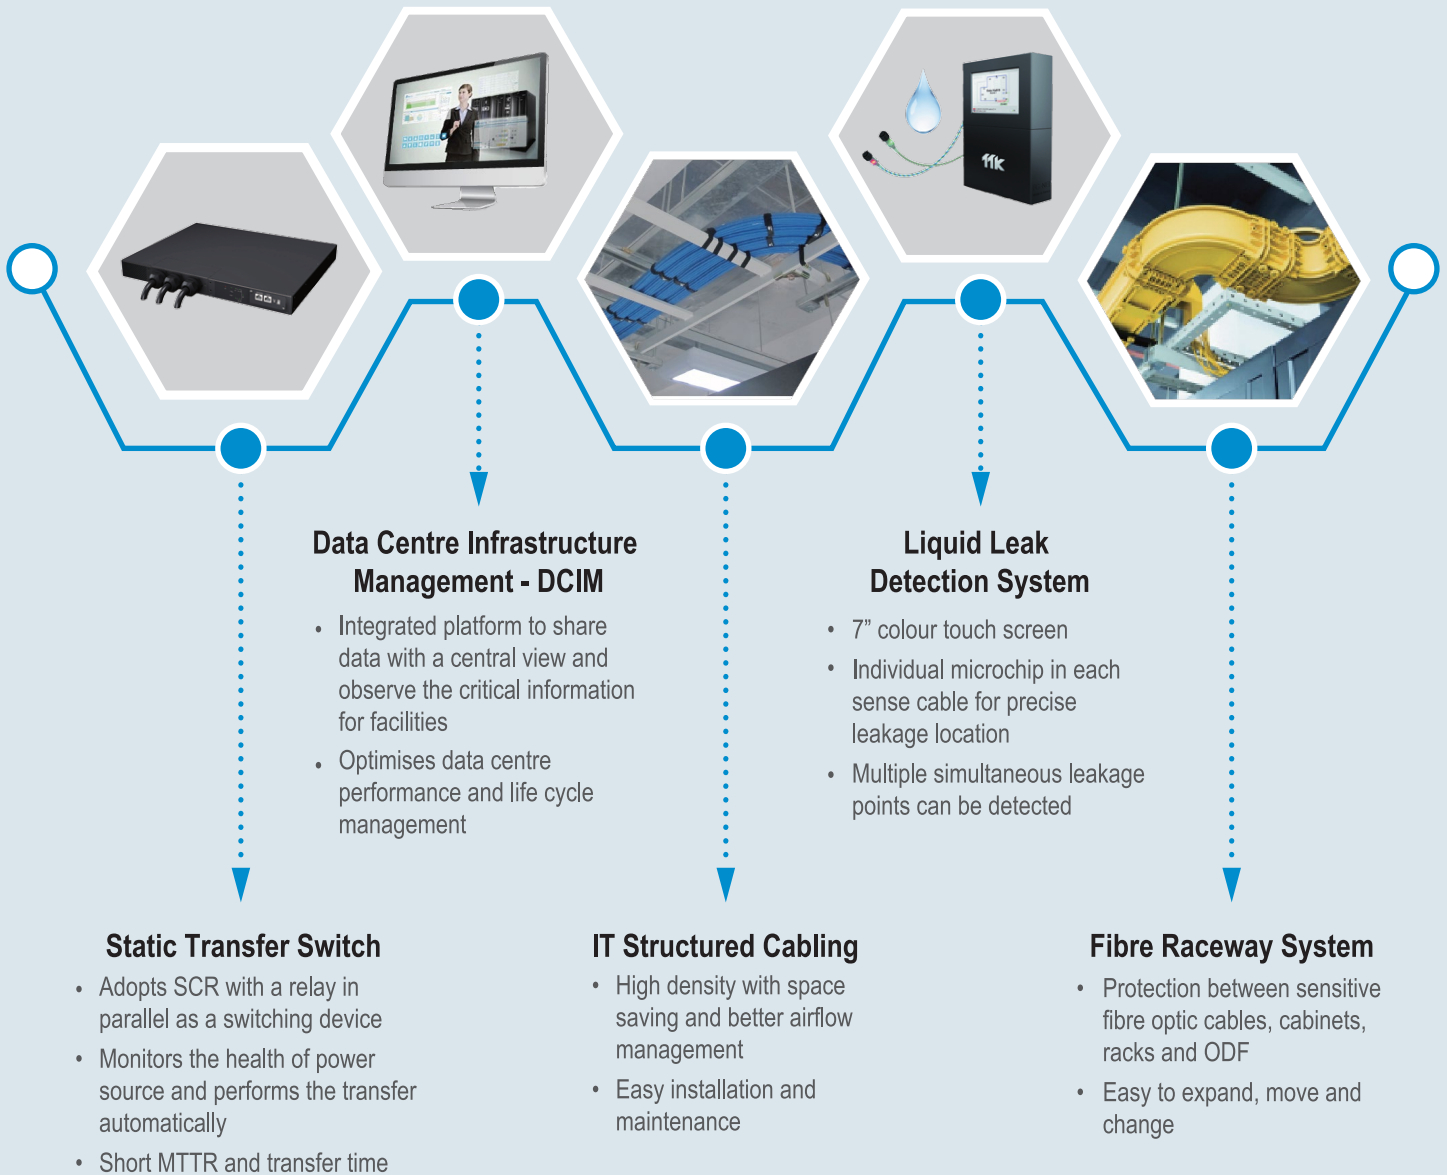 TTK
Data Centre Infrastructure
Management - DCIM
• Integrated platform to share
data with a central view and
observe the critical information
for facilities
• Optimises data centre
performance and life cycle
management
Liquid Leak
Detection System
• 7” colour touch screen
• Individual microchip in each
sense cable for precise
leakage location
• Multiple simultaneous leakage
points can be detected
Static Transfer Switch
• Adopts SCR with a relay in
parallel as a switching device
• Monitors the health of power
source and performs the transfer
automatically
• Short MTTR and transfer time
IT Structured Cabling
• High density with space
saving and better airflow
management
• Easy installation and
maintenance
Fibre Raceway System
• Protection between sensitive
fibre optic cables, cabinets,
racks and ODF
• Easy to expand, move and
change